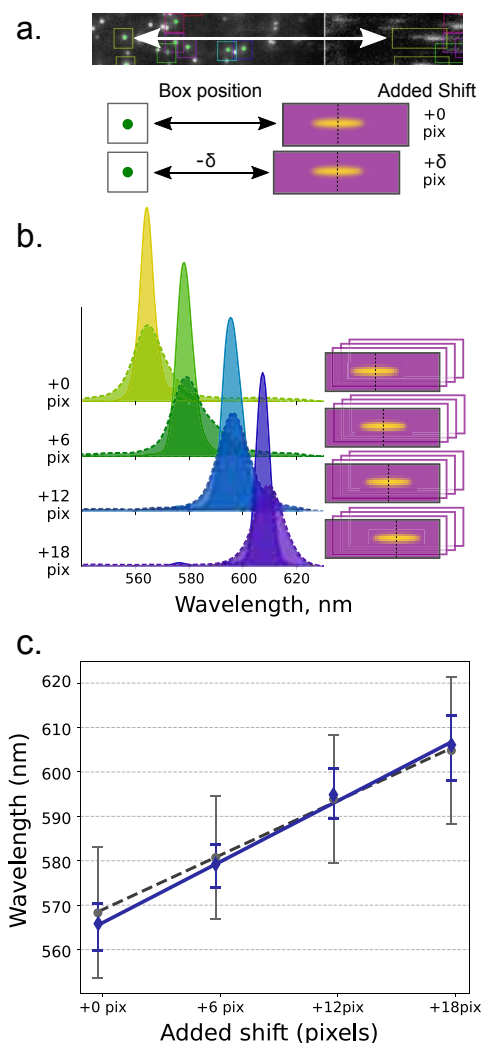 a.
Box position
Added Shift
+0
pix
-δ
+δ
pix
b.
+0
pix
+6
pix
+12
pix
+18
pix
560
580
600
620
Wavelength, nm
c.
620
610
600
590
580
570
560
Wavelength (nm)
+0 pix
+6 pix
+12pix
+18pix
Added shift (pixels)